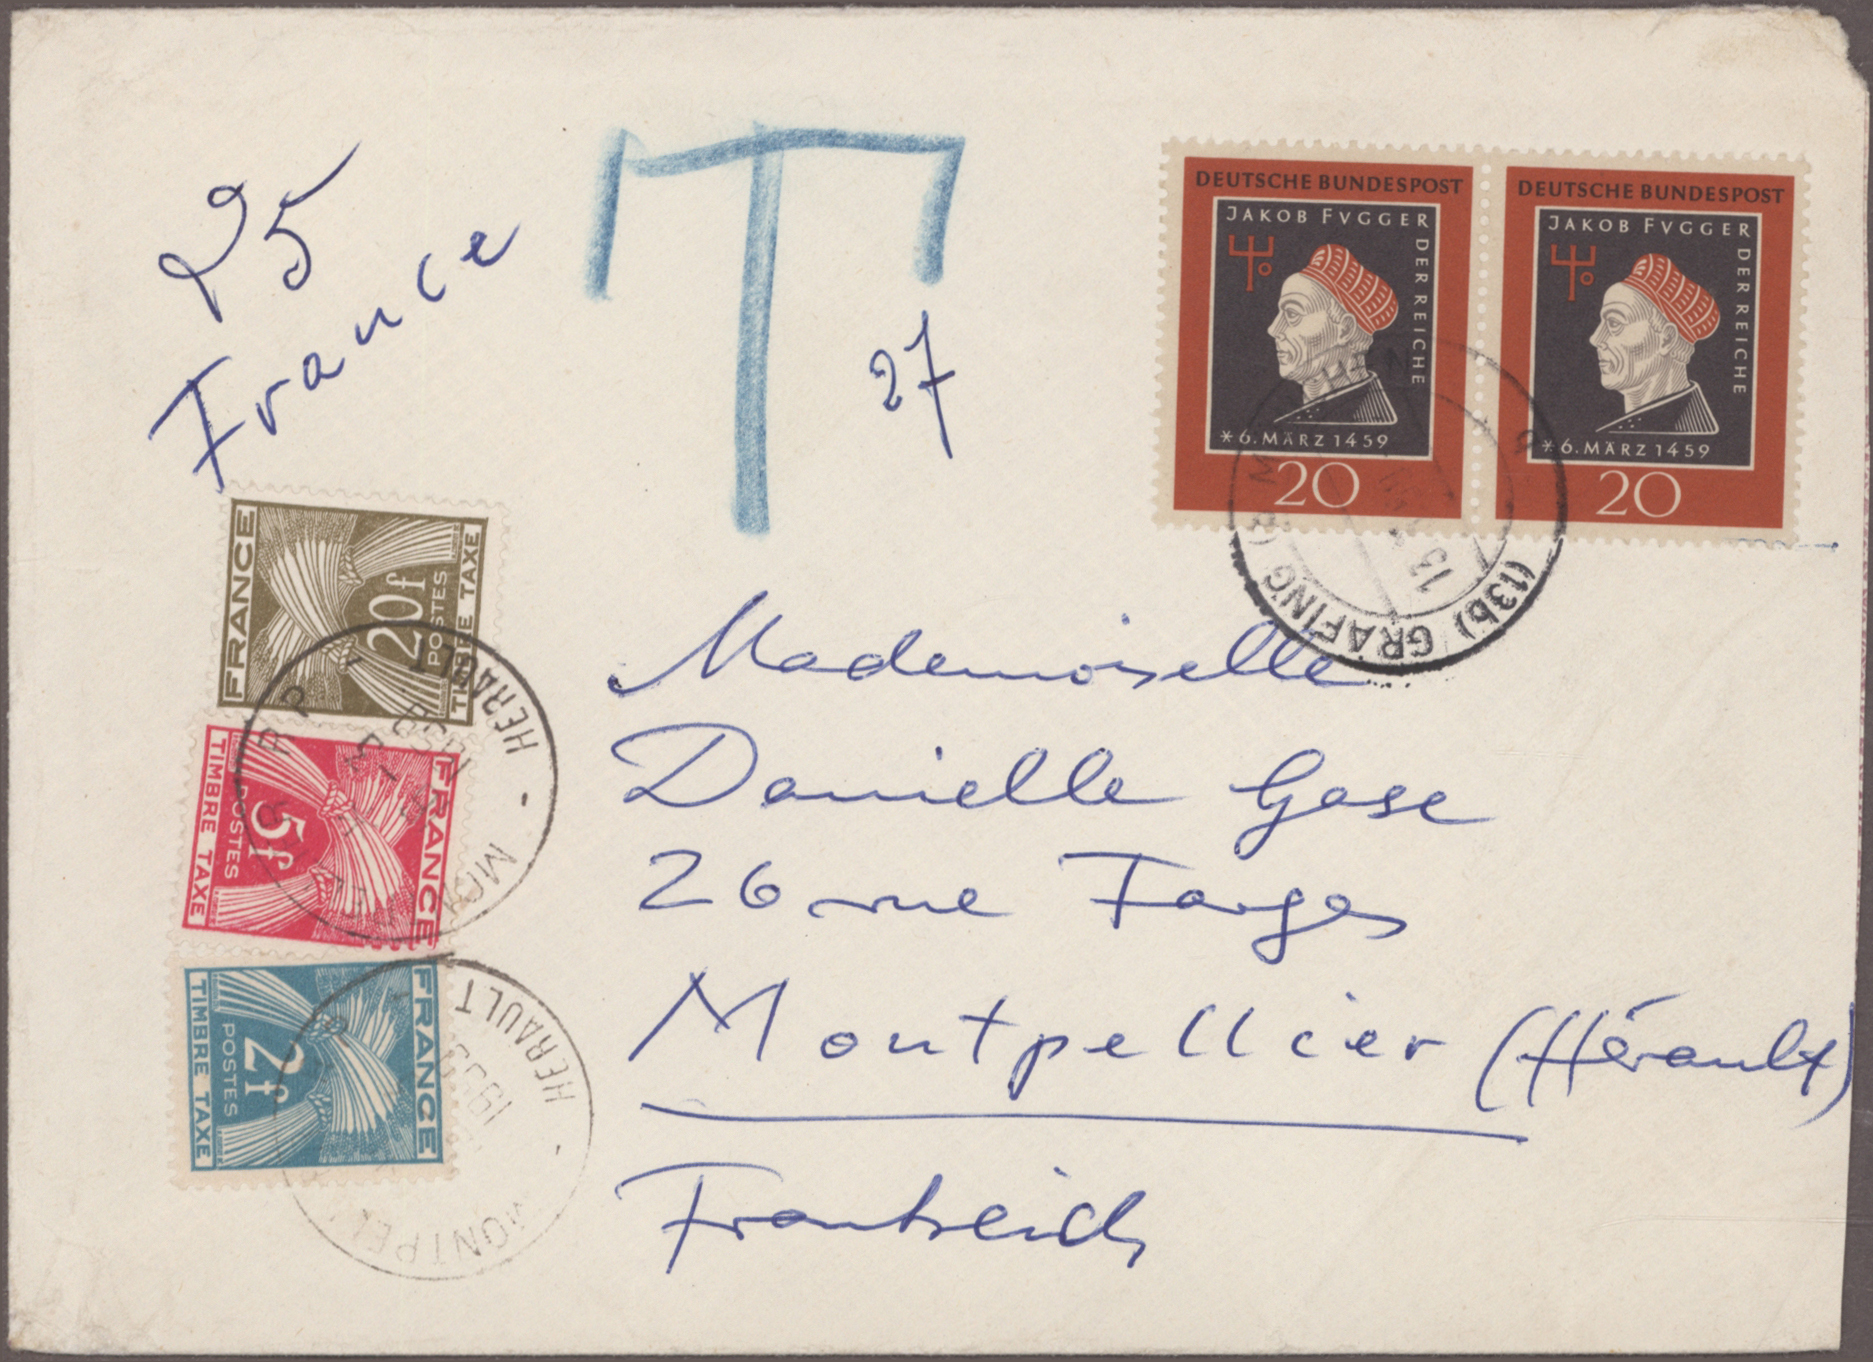 25
France
T
27
DEUTSCHE BUNDESPOST
JAKOB FVGGER
DER REICHE
* 6. MÄRZ 1459
20
DEUTSCHE BUNDESPOST
JAKOB FVGGER
DER REICHE
* 6. MÄRZ 1459
20
(13b) GRAFING
FRANCE
20f
POSTES
TIMBRE TAXE
HERAULT
FRANCE
5f
POSTES
TIMBRE TAXE
FRANCE
2f
POSTES
TIMBRE TAXE
HERAULT
Mademoiselle
Danielle Gase
26 rue Farges
Montpellier (Hérault)
Frankreich